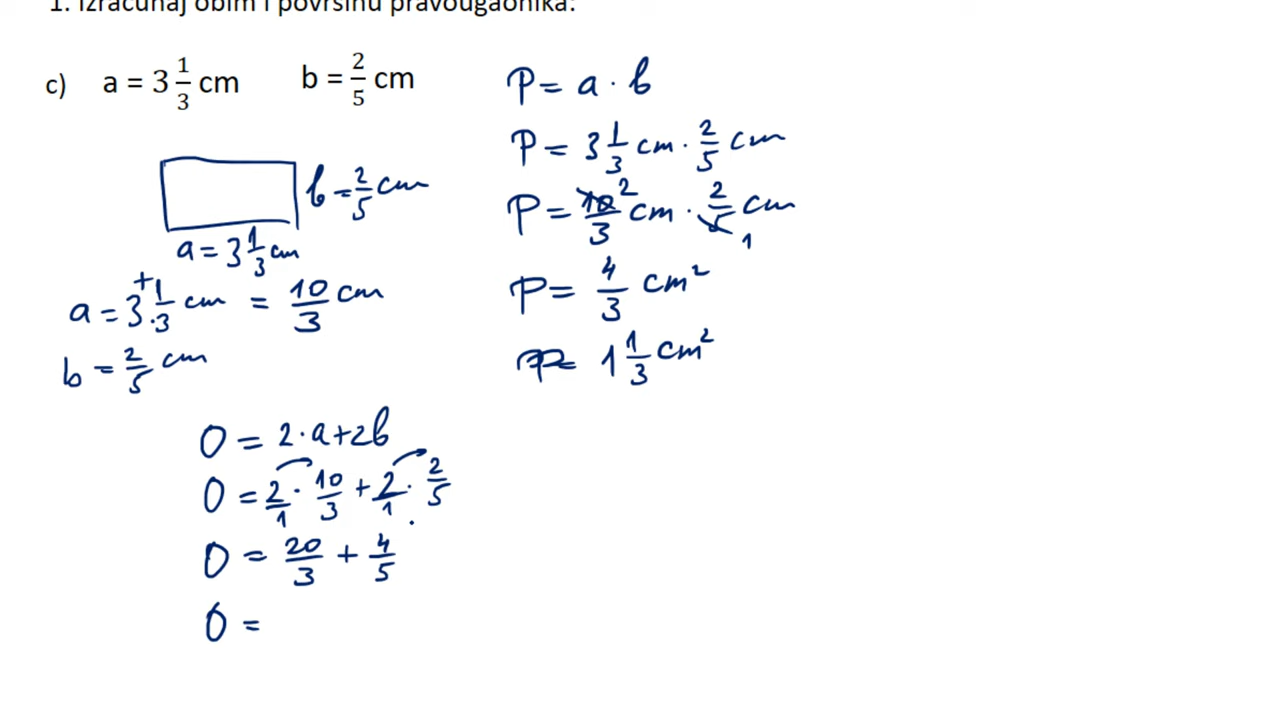 1. Izračunaj obim i površinu pravougaonika:
c) a = 3 1/3 cm b = 2/5 cm
b = 2/5 cm
a = 3 1/3 cm
a = 3 + 1/·3 cm = 10/3 cm
b = 2/5 cm
O = 2·a+2b
O = 2/1 · 10/3 + 2/1 · 2/5
O = 20/3 + 4/5
O =
P = a · b
P = 3 1/3 cm · 2/5 cm
P = 10 2/3 cm · 2/5 1 cm
P = 4/3 cm²
P = 1 1/3 cm²